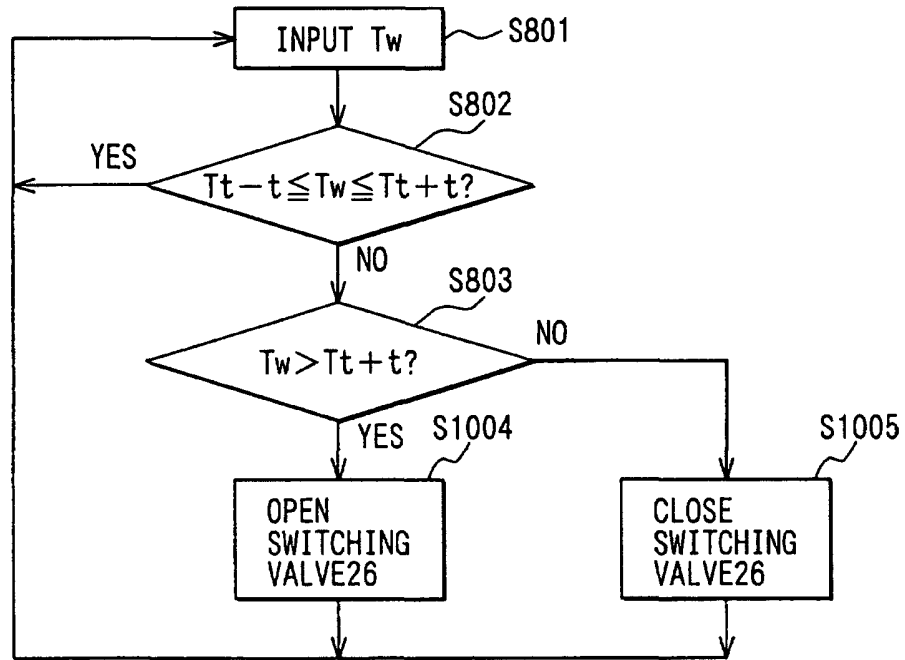 INPUT Tw
S801
S802
YES
Tt-t≦Tw≦Tt+t?
NO
S803
NO
Tw>Tt+t?
YES
S1004
S1005
OPEN
SWITCHING
VALVE26
CLOSE
SWITCHING
VALVE26